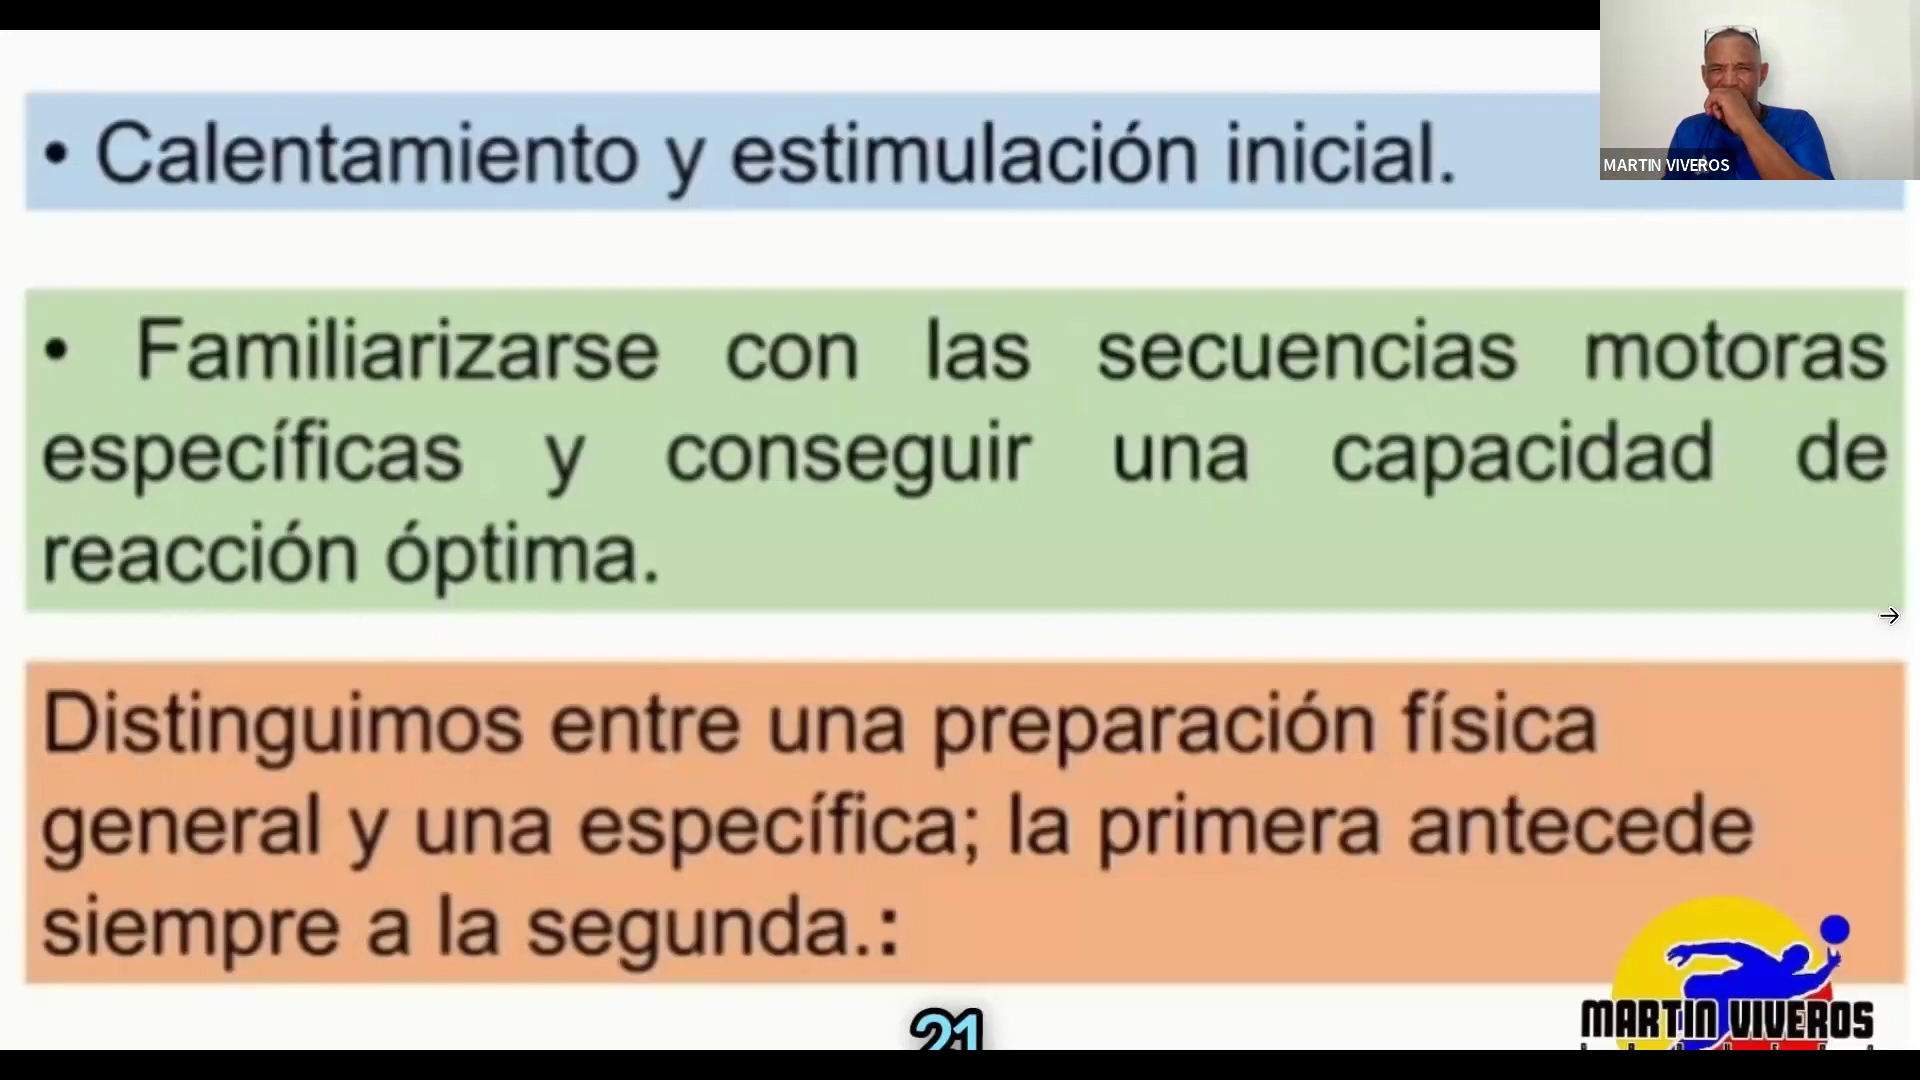 • Calentamiento y estimulación inicial.
MARTIN VIVEROS
• Familiarizarse con las secuencias motoras
específicas y conseguir una capacidad de
reacción óptima.
Distinguimos entre una preparación física
general y una específica; la primera antecede
siempre a la segunda.:
21
MARTIN VIVEROS